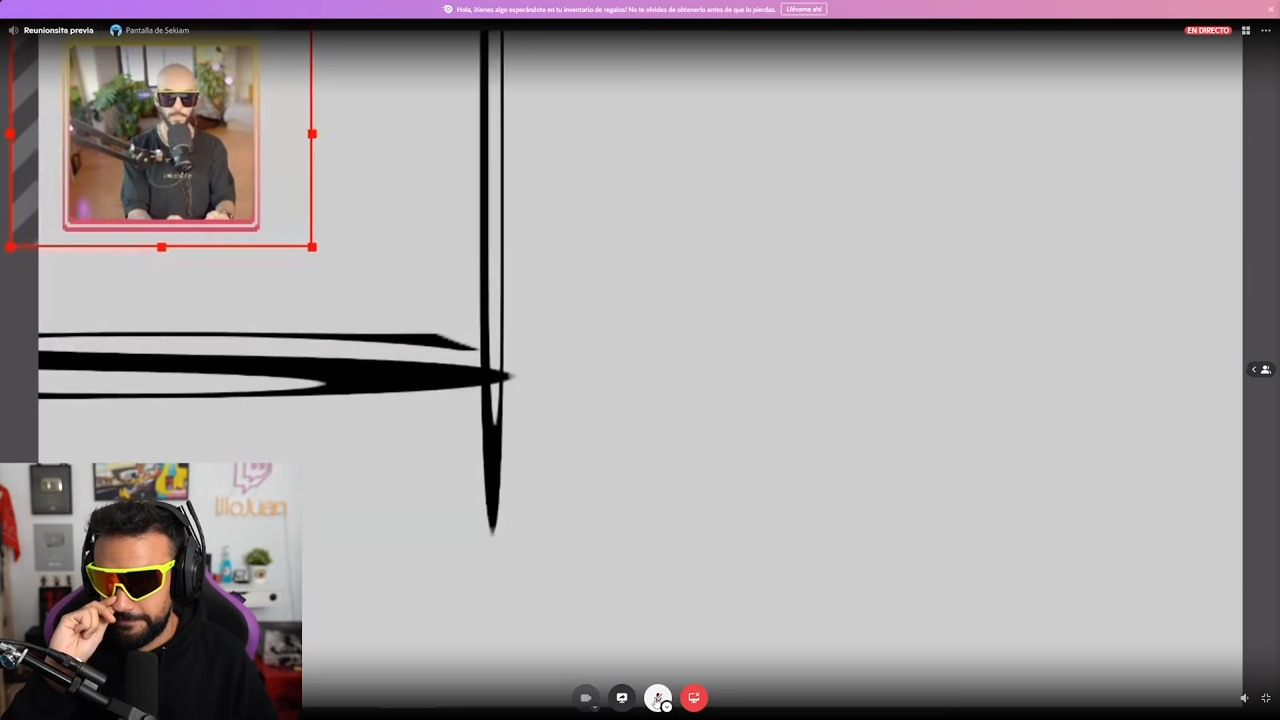 Hola, ¡tienes algo esperándote en tu inventario de regalos! No te olvides de obtenerlo antes de que lo pierdas. Llévame ahí
Reunionsita previa Pantalla de Sekiam EN DIRECTO
IlloJuan